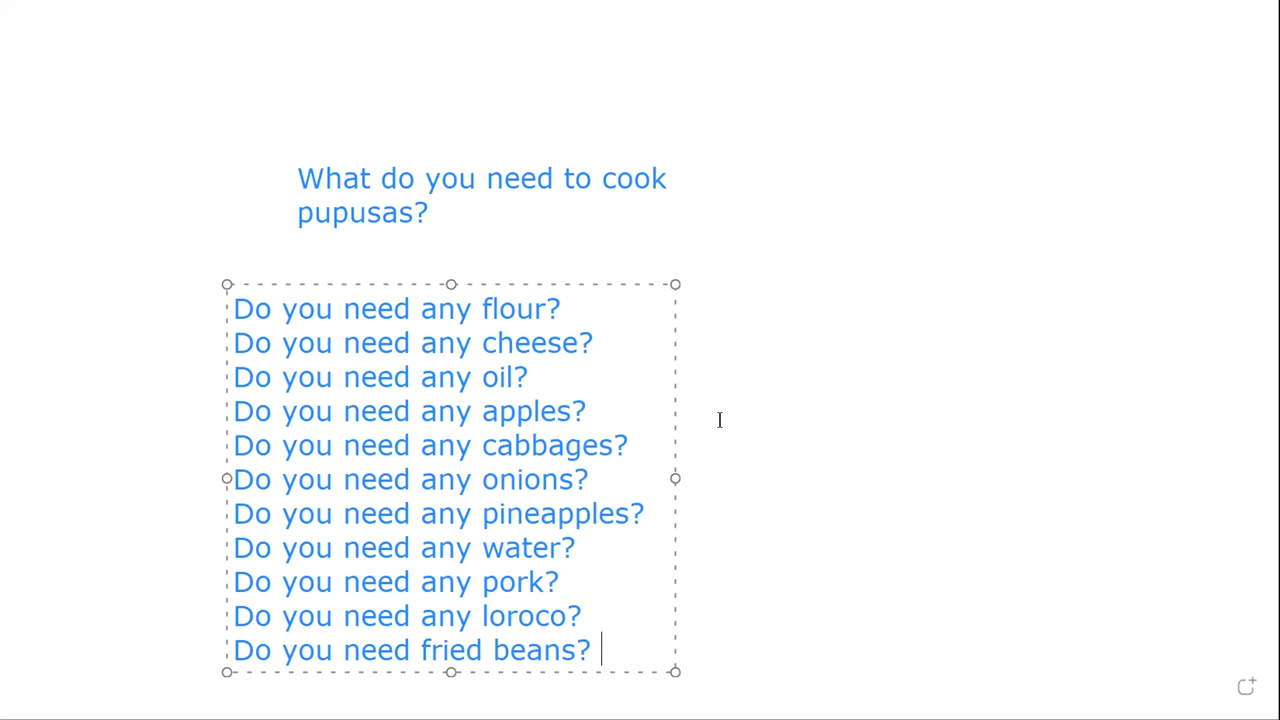 What do you need to cook
pupusas?
Do you need any flour?
Do you need any cheese?
Do you need any oil?
Do you need any apples?
Do you need any cabbages?
Do you need any onions?
Do you need any pineapples?
Do you need any water?
Do you need any pork?
Do you need any loroco?
Do you need fried beans?